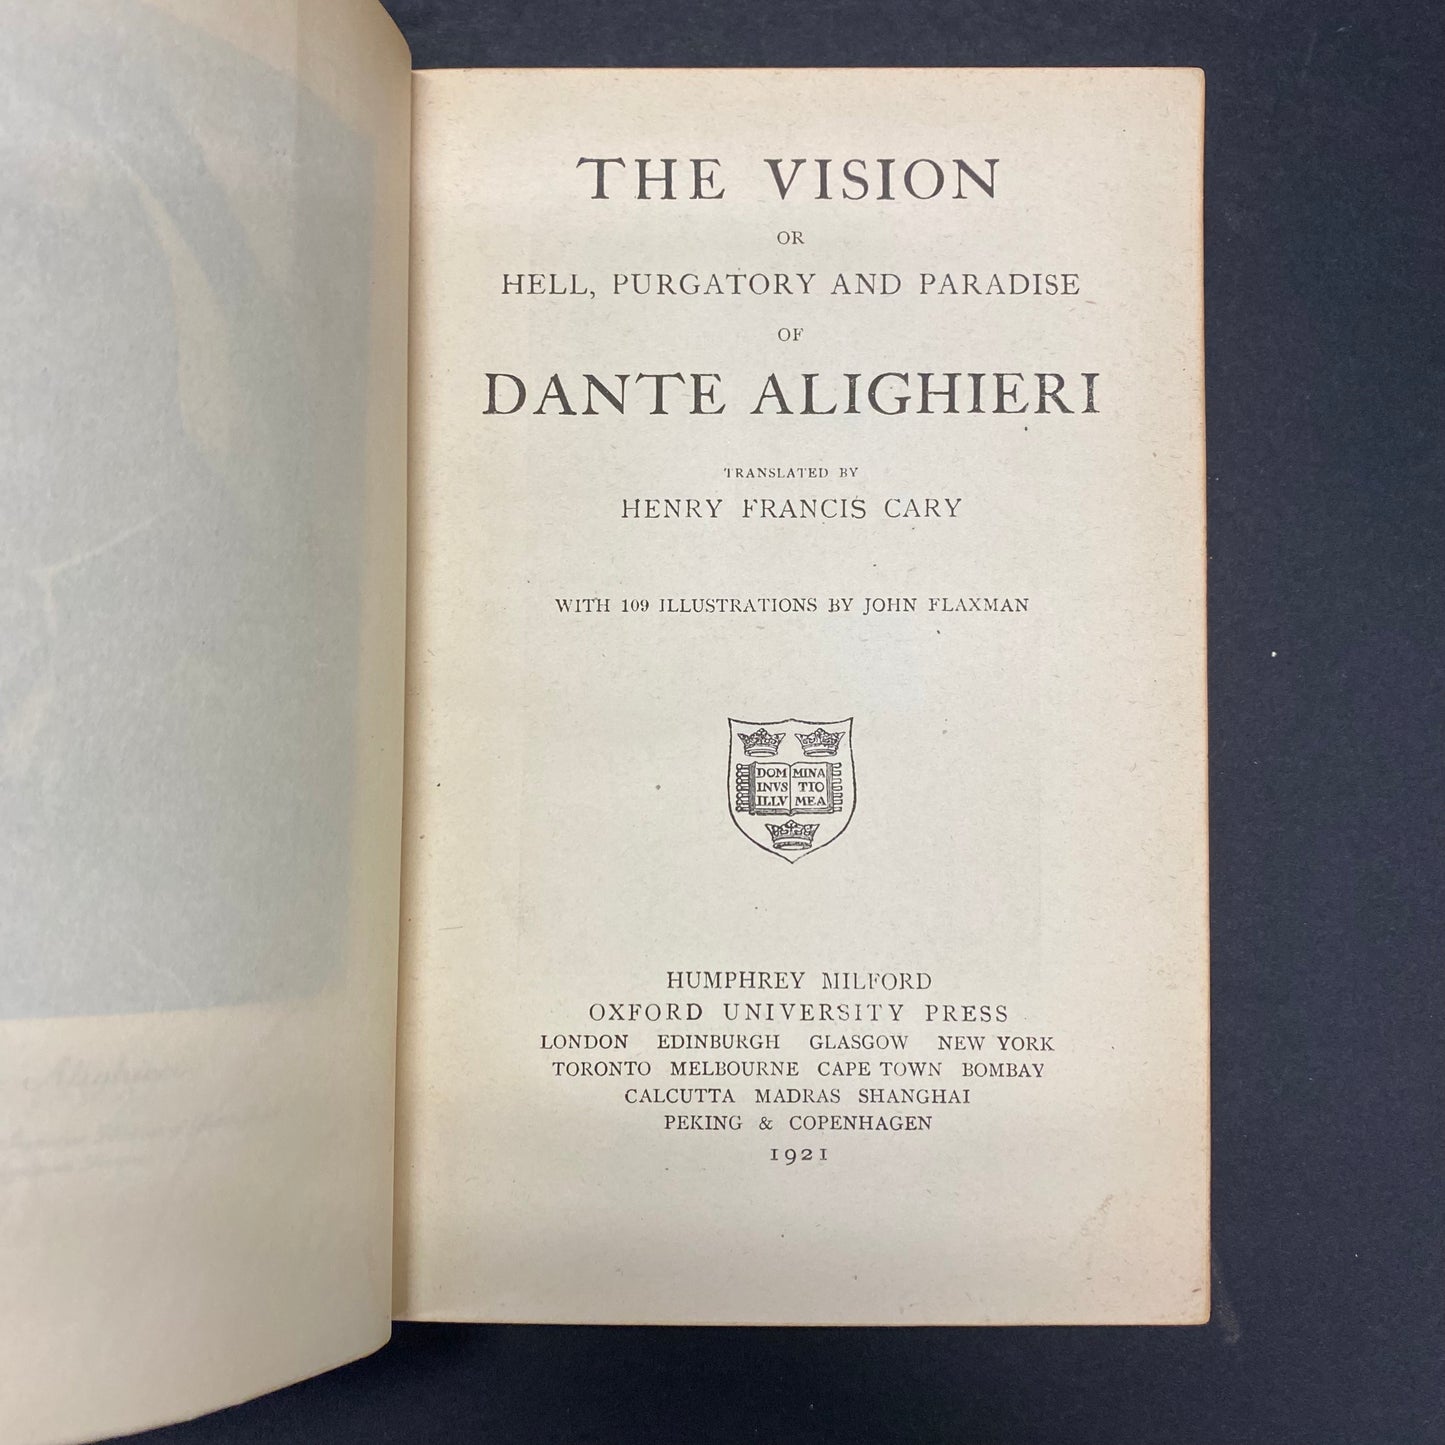 THE VISION
OR
HELL, PURGATORY AND PARADISE
OF
DANTE ALIGHIERI
TRANSLATED BY
HENRY FRANCIS CARY
WITH 109 ILLUSTRATIONS BY JOHN FLAXMAN
DOM MINA
INVS TIO
ILLV MEA
HUMPHREY MILFORD
OXFORD UNIVERSITY PRESS
LONDON EDINBURGH GLASGOW NEW YORK
TORONTO MELBOURNE CAPE TOWN BOMBAY
CALCUTTA MADRAS SHANGHAI
PEKING & COPENHAGEN
1921